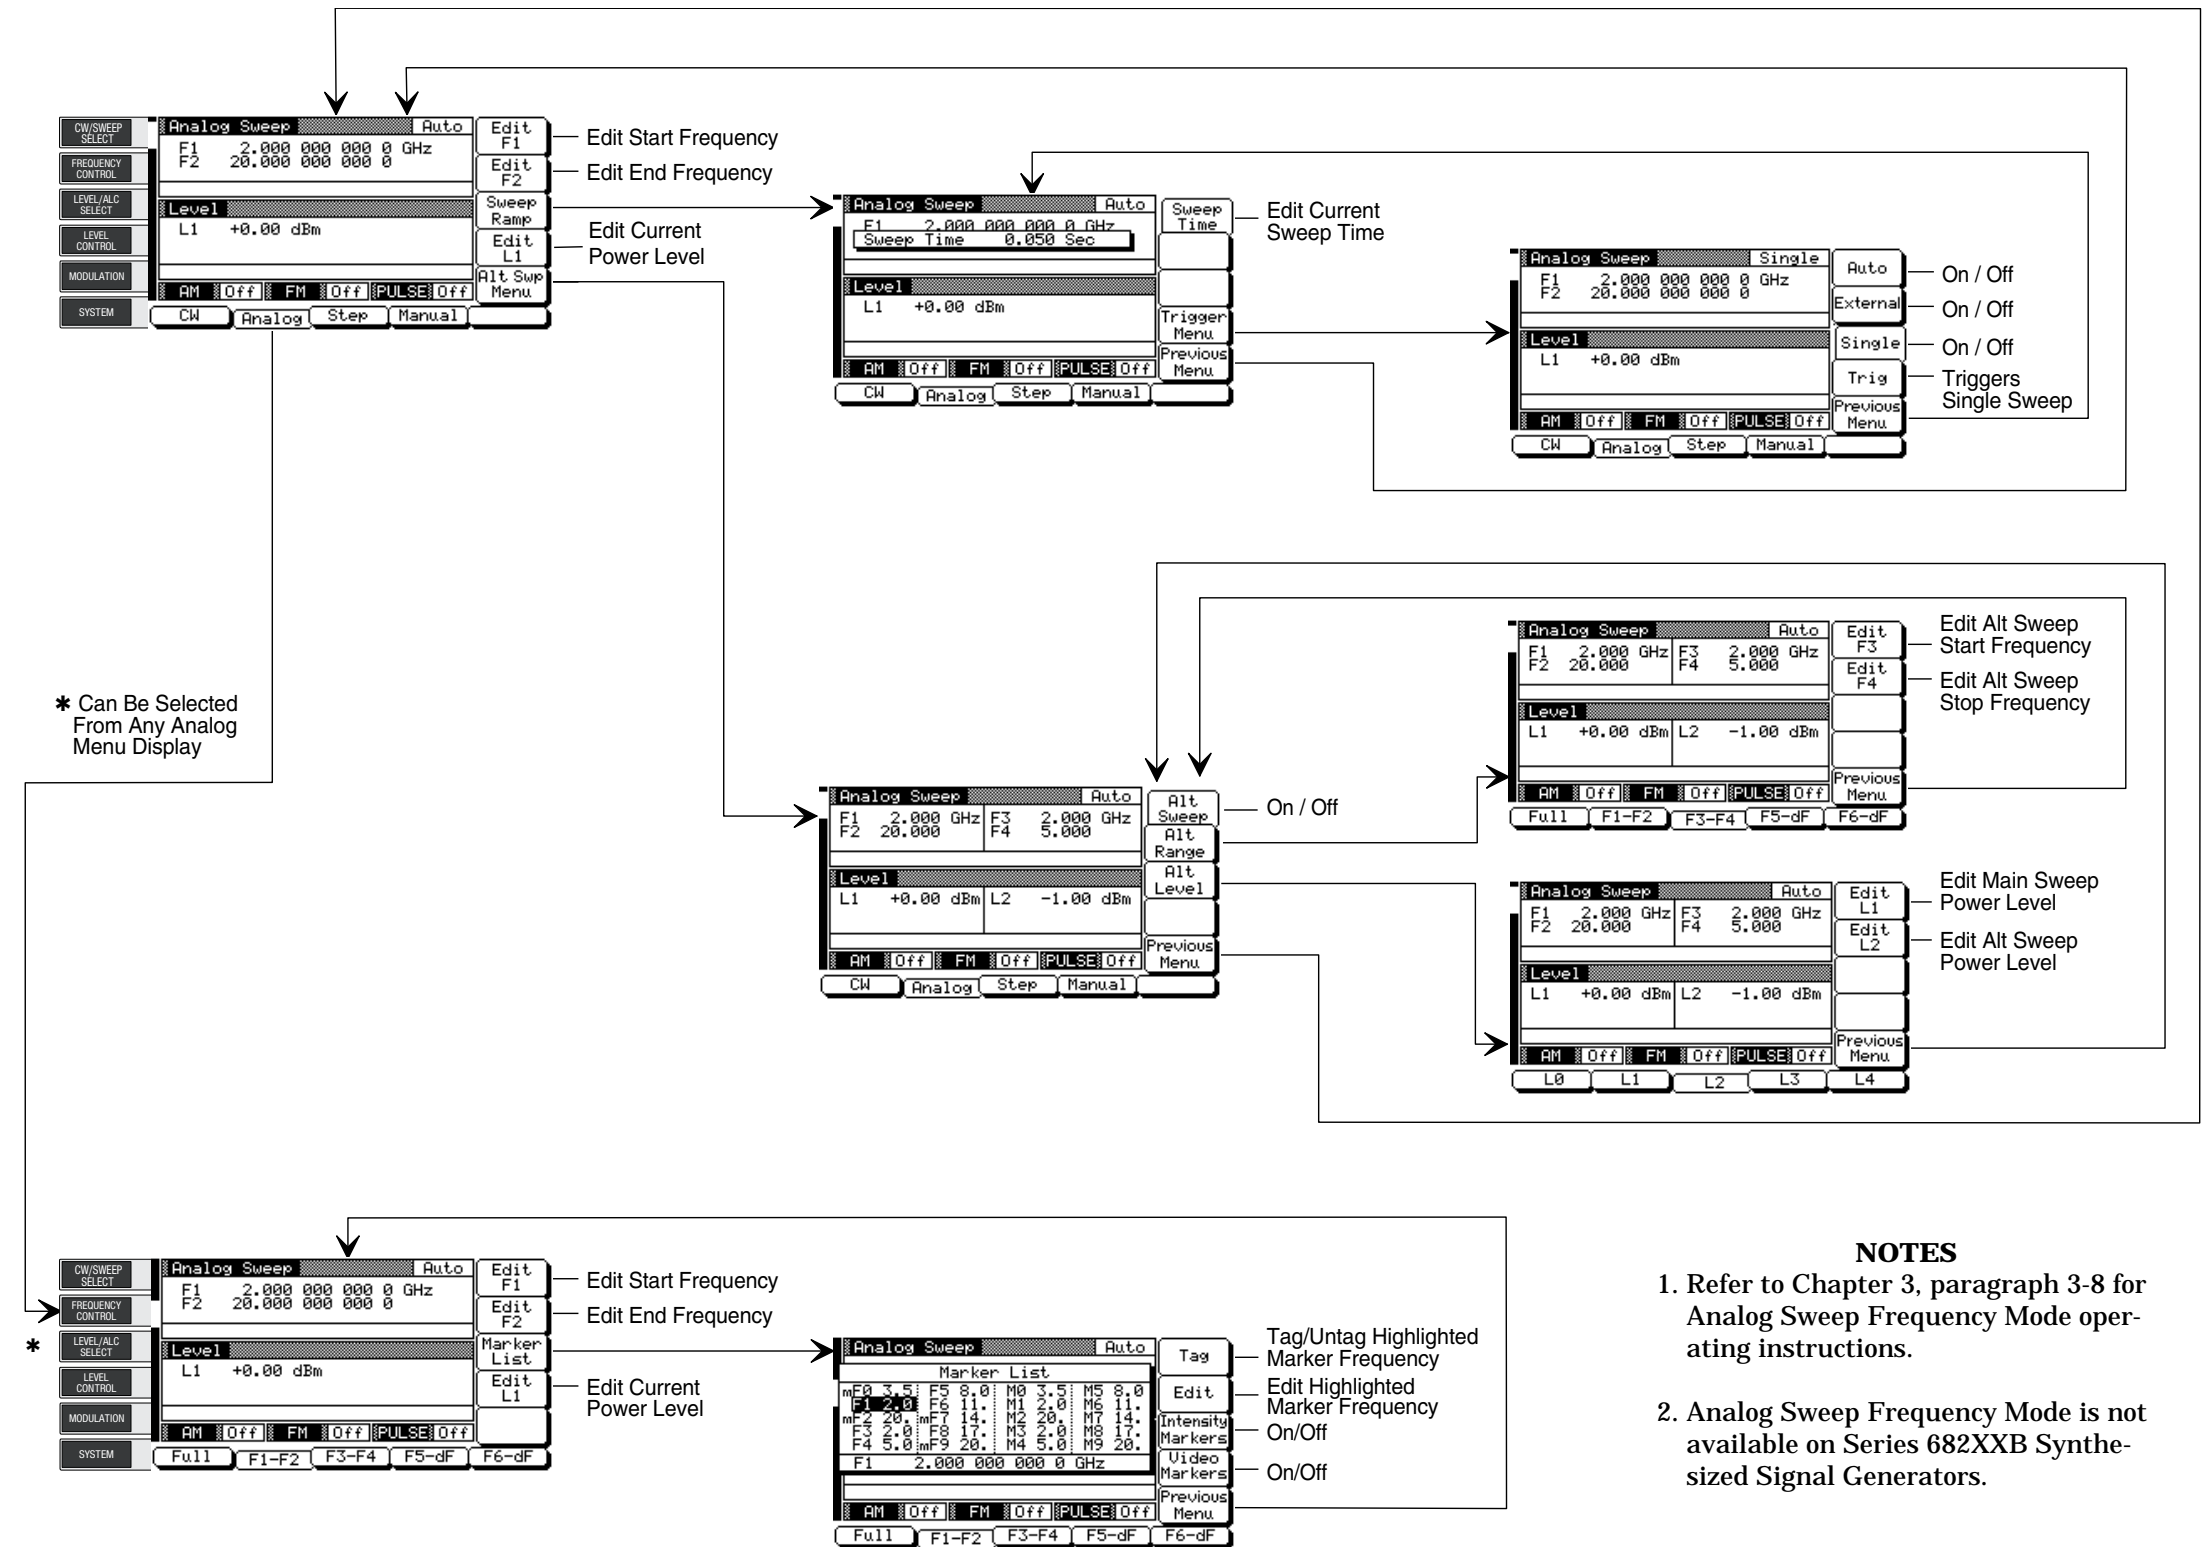 CW/SWEEP
SELECT
FREQUENCY
CONTROL
LEVEL/ALC
SELECT
LEVEL
CONTROL
MODULATION
SYSTEM
Analog Sweep Auto
F1 2.000 000 000 0 GHz
F2 20.000 000 000 0
Level
L1 +0.00 dBm
AM Off FM Off PULSE Off
CW Analog Step Manual
Edit
F1
Edit
F2
Sweep
Ramp
Edit
L1
Alt Swp
Menu
Edit Start Frequency
Edit End Frequency
Edit Current
Power Level
Analog Sweep Auto
F1 2.000 000 000 0 GHz
Sweep Time 0.050 Sec
Level
L1 +0.00 dBm
AM Off FM Off PULSE Off
CW Analog Step Manual
Sweep
Time
Trigger
Menu
Previous
Menu
Edit Current
Sweep Time
Analog Sweep Single
F1 2.000 000 000 0 GHz
F2 20.000 000 000 0
Level
L1 +0.00 dBm
AM Off FM Off PULSE Off
CW Analog Step Manual
Auto
External
Single
Trig
Previous
Menu
On / Off
On / Off
On / Off
Triggers
Single Sweep
✱ Can Be Selected
From Any Analog
Menu Display
Analog Sweep Auto
F1 2.000 GHz F3 2.000 GHz
F2 20.000 F4 5.000
Level
L1 +0.00 dBm L2 -1.00 dBm
AM Off FM Off PULSE Off
CW Analog Step Manual
Alt
Sweep
Alt
Range
Alt
Level
Previous
Menu
On / Off
Analog Sweep Auto
F1 2.000 GHz F3 2.000 GHz
F2 20.000 F4 5.000
Level
L1 +0.00 dBm L2 -1.00 dBm
AM Off FM Off PULSE Off
Full F1-F2 F3-F4 F5-dF F6-dF
Edit
F3
Edit
F4
Previous
Menu
Edit Alt Sweep
Start Frequency
Edit Alt Sweep
Stop Frequency
Analog Sweep Auto
F1 2.000 GHz F3 2.000 GHz
F2 20.000 F4 5.000
Level
L1 +0.00 dBm L2 -1.00 dBm
AM Off FM Off PULSE Off
L0 L1 L2 L3 L4
Edit
L1
Edit
L2
Previous
Menu
Edit Main Sweep
Power Level
Edit Alt Sweep
Power Level
CW/SWEEP
SELECT
FREQUENCY
CONTROL
✱
LEVEL/ALC
SELECT
LEVEL
CONTROL
MODULATION
SYSTEM
Analog Sweep Auto
F1 2.000 000 000 0 GHz
F2 20.000 000 000 0
Level
L1 +0.00 dBm
AM Off FM Off PULSE Off
Full F1-F2 F3-F4 F5-dF F6-dF
Edit
F1
Edit
F2
Marker
List
Edit
L1
Edit Start Frequency
Edit End Frequency
Edit Current
Power Level
Analog Sweep Auto
Marker List
mF0 3.5 F5 8.0 M0 3.5 M5 8.0
F1 2.0 F6 11. M1 2.0 M6 11.
mF2 20. mF7 14. M2 20. M7 14.
F3 2.0 F8 17. M3 2.0 M8 17.
F4 5.0 mF9 20. M4 5.0 M9 20.
F1 2.000 000 000 0 GHz
AM Off FM Off PULSE Off
Full F1-F2 F3-F4 F5-dF F6-dF
Tag
Edit
Intensity
Markers
Video
Markers
Previous
Menu
Tag/Untag Highlighted
Marker Frequency
Edit Highlighted
Marker Frequency
On/Off
On/Off
NOTES
1. Refer to Chapter 3, paragraph 3-8 for
Analog Sweep Frequency Mode oper-
ating instructions.
2. Analog Sweep Frequency Mode is not
available on Series 682XXB Synthe-
sized Signal Generators.